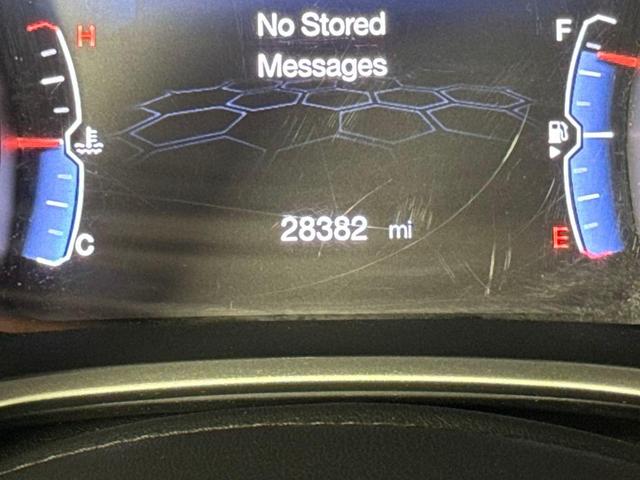 No Stored
Messages
H
F
28382 mi
C
E